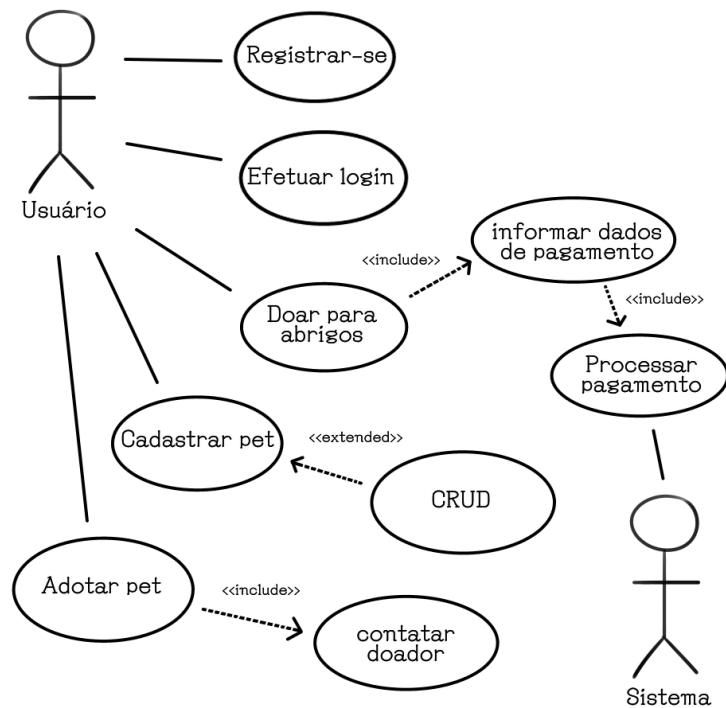 Registrar-se
Efetuar login
Usuário
informar dados
de pagamento
<<include>>
<<include>>
Doar para
abrigos
Processar
pagamento
Cadastrar pet
<<extended>>
CRUD
Adotar pet
<<include>>
contatar
doador
Sistema